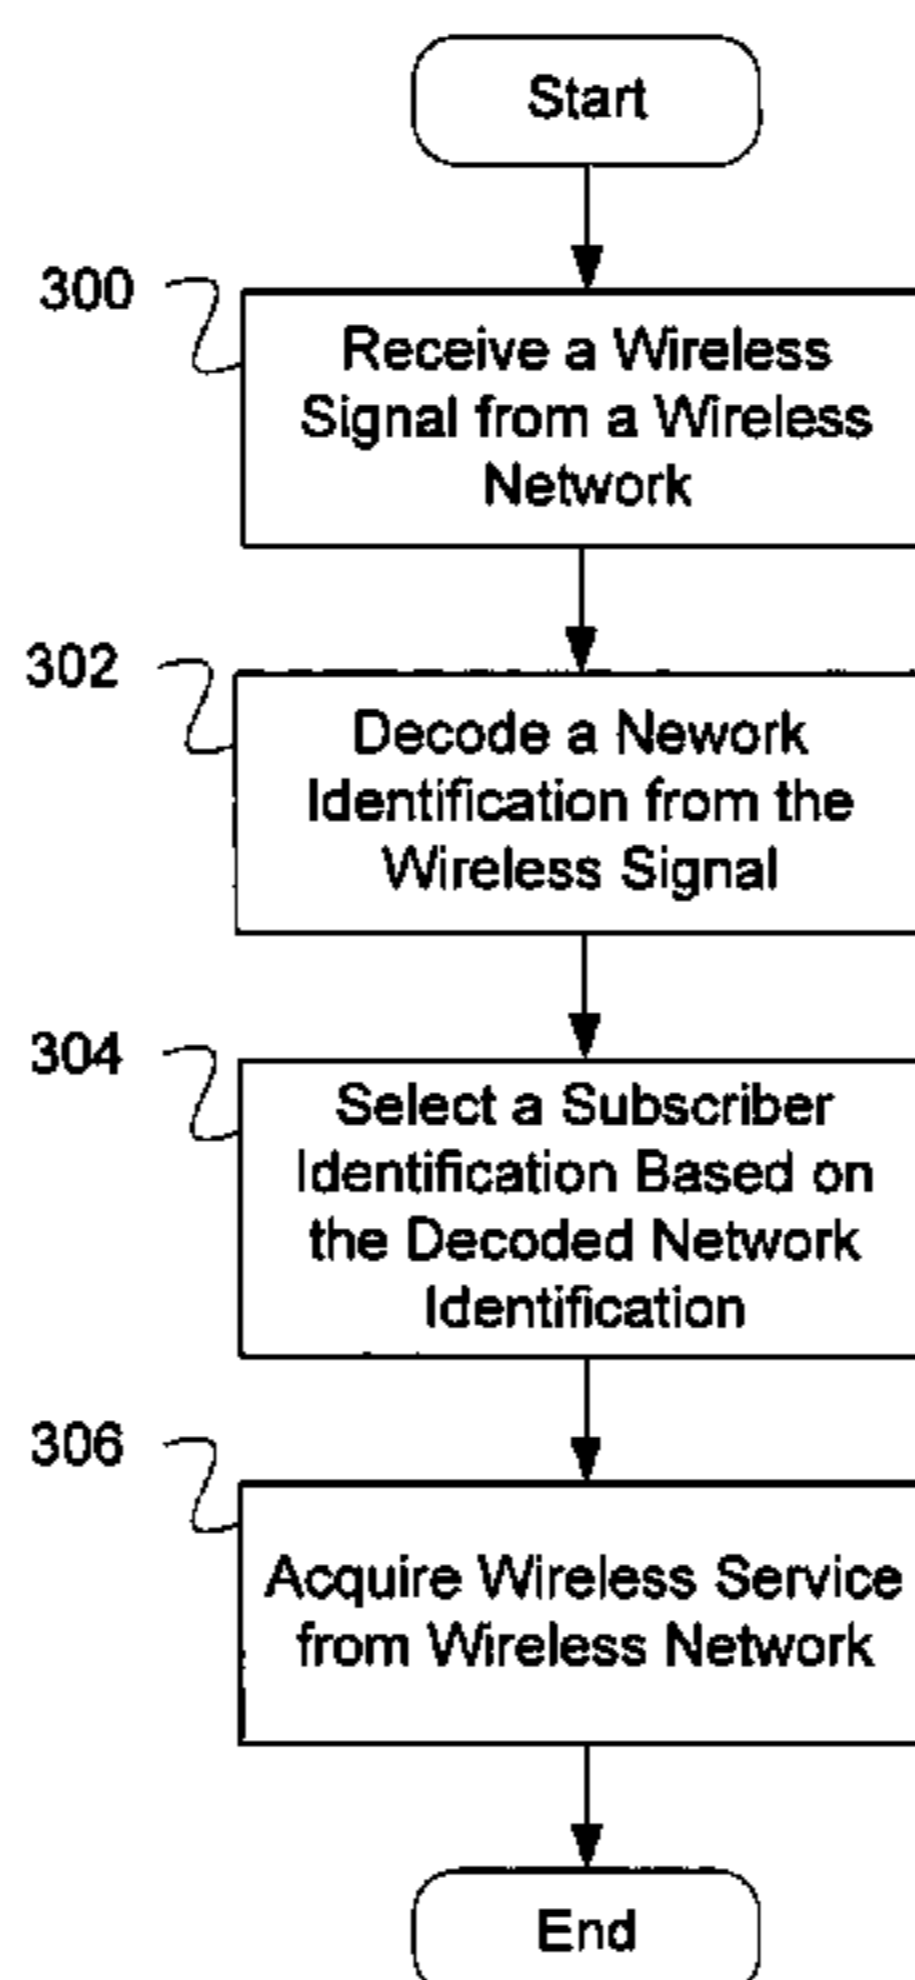 Start
300
Receive a Wireless
Signal from a Wireless
Network
302
Decode a Nework
Identification from the
Wireless Signal
304
Select a Subscriber
Identification Based on
the Decoded Network
Identification
306
Acquire Wireless Service
from Wireless Network
End